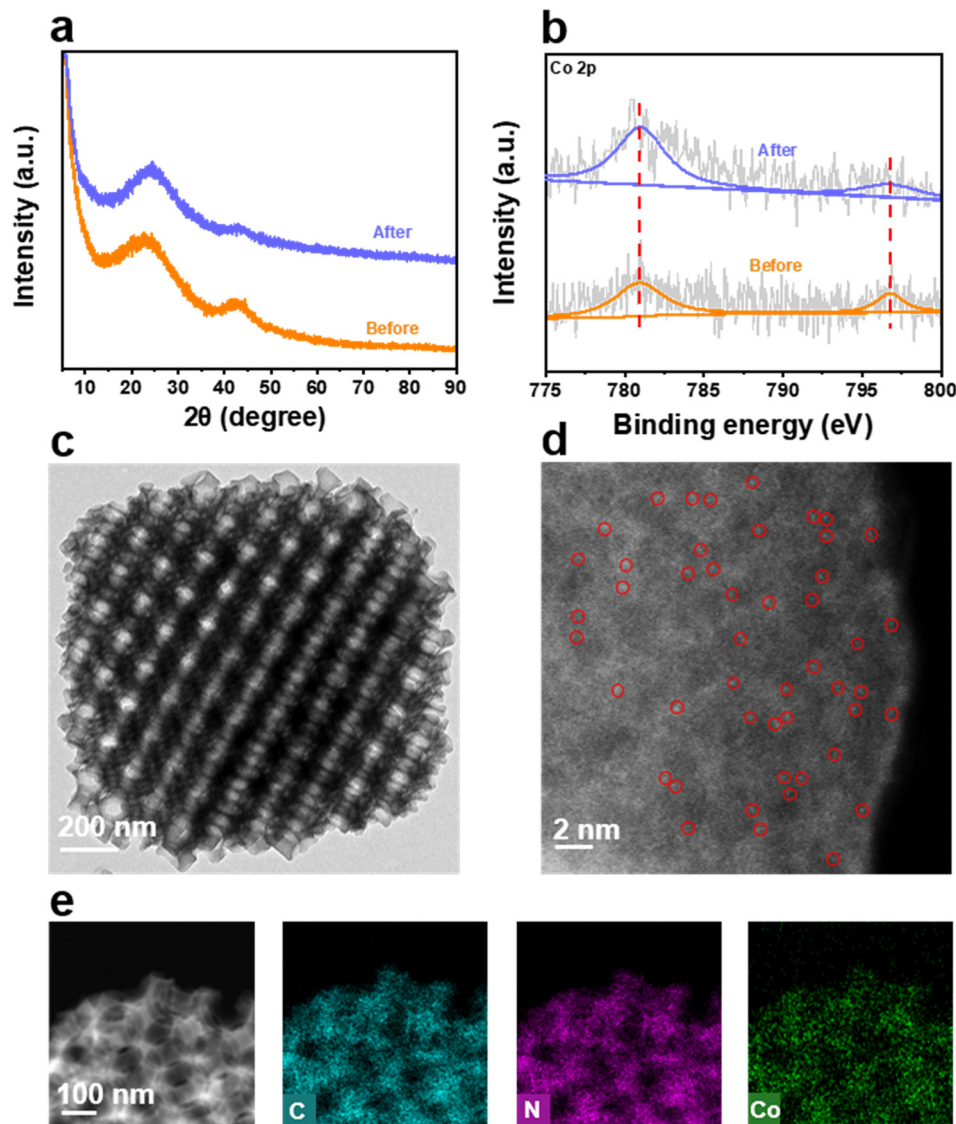 a
Intensity (a.u.)
After
Before
10 20 30 40 50 60 70 80 90
2θ (degree)
b
Intensity (a.u.)
Co 2p
After
Before
775 780 785 790 795 800
Binding energy (eV)
c
200 nm
d
2 nm
e
100 nm
C
N
Co